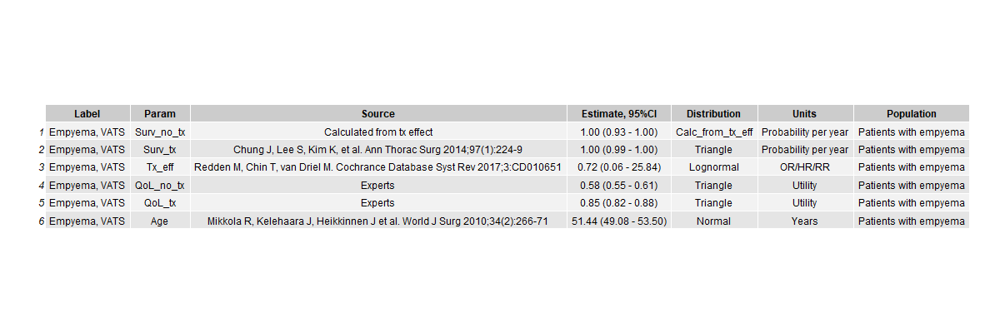 Label Param Source Estimate, 95%CI Distribution Units Population
1 Empyema, VATS Surv_no_tx Calculated from tx effect 1.00 (0.93 - 1.00) Calc_from_tx_eff Probability per year Patients with empyema
2 Empyema, VATS Surv_tx Chung J, Lee S, Kim K, et al. Ann Thorac Surg 2014;97(1):224-9 1.00 (0.99 - 1.00) Triangle Probability per year Patients with empyema
3 Empyema, VATS Tx_eff Redden M, Chin T, van Driel M. Cochrance Database Syst Rev 2017;3:CD010651 0.72 (0.06 - 25.84) Lognormal OR/HR/RR Patients with empyema
4 Empyema, VATS QoL_no_tx Experts 0.58 (0.55 - 0.61) Triangle Utility Patients with empyema
5 Empyema, VATS QoL_tx Experts 0.85 (0.82 - 0.88) Triangle Utility Patients with empyema
6 Empyema, VATS Age Mikkola R, Kelehaara J, Heikkinnen J et al. World J Surg 2010;34(2):266-71 51.44 (49.08 - 53.50) Normal Years Patients with empyema